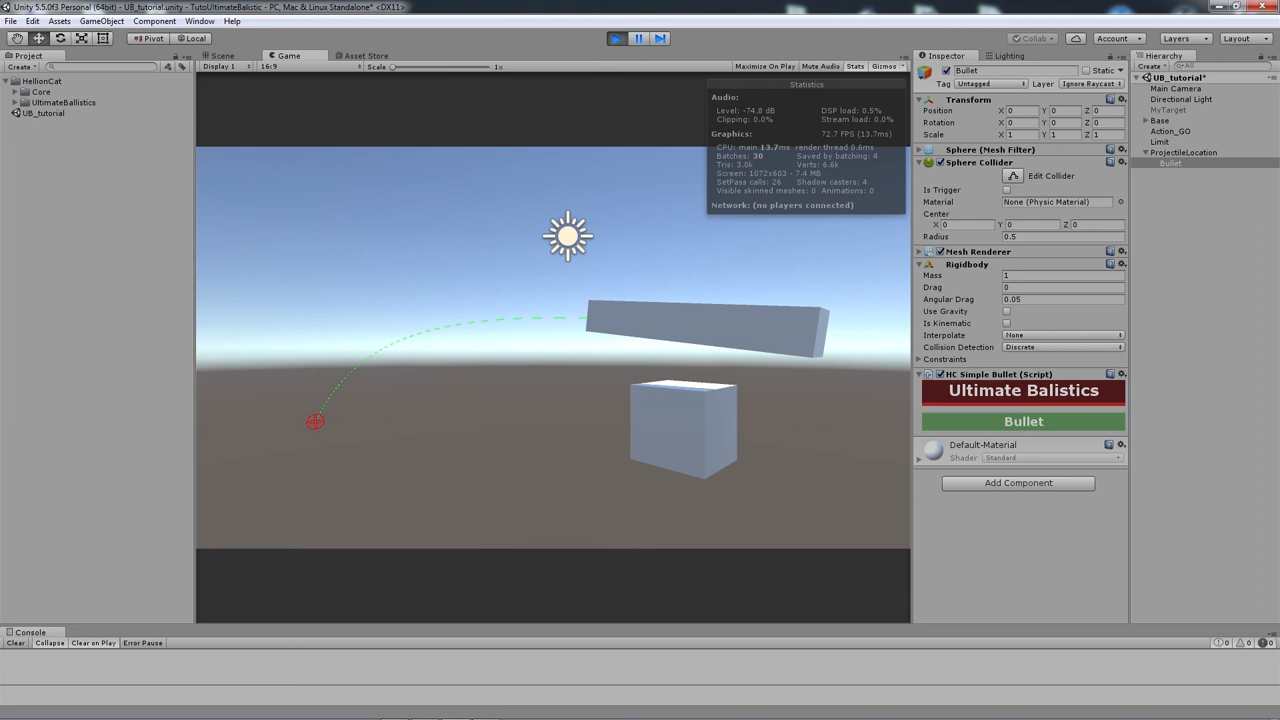 Unity 5.5.0f3 Personal (64bit) - UB_tutorial.unity - TutoUltimateBalistic - PC, Mac & Linux Standalone* <DX11>
File Edit Assets GameObject Component Window Help
Pivot Local Collab Account Layers Layout
Project
Create
HellionCat
Core
UltimateBallistics
UB_tutorial
Scene Game Asset Store
Display 1 16:9 Scale 1x Maximize On Play Mute Audio Stats Gizmos
Statistics
Audio:
Level: -74.8 dB DSP load: 0.5%
Clipping: 0.0% Stream load: 0.0%
Graphics: 72.7 FPS (13.7ms)
CPU: main 13.7ms render thread 0.6ms
Batches: 30 Saved by batching: 4
Tris: 3.0k Verts: 6.6k
Screen: 1072x603 - 7.4 MB
SetPass calls: 26 Shadow casters: 4
Visible skinned meshes: 0 Animations: 0
Network: (no players connected)
Inspector Lighting
Bullet Static
Tag Untagged Layer Ignore Raycast
Transform
Position X 0 Y 0 Z 0
Rotation X 0 Y 0 Z 0
Scale X 1 Y 1 Z 1
Sphere (Mesh Filter)
Sphere Collider
Edit Collider
Is Trigger
Material None (Physic Material)
Center
X 0 Y 0 Z 0
Radius 0.5
Mesh Renderer
Rigidbody
Mass 1
Drag 0
Angular Drag 0.05
Use Gravity
Is Kinematic
Interpolate None
Collision Detection Discrete
Constraints
HC Simple Bullet (Script)
Ultimate Balistics
Bullet
Default-Material
Shader Standard
Add Component
Hierarchy
Create All
UB_tutorial*
Main Camera
Directional Light
MyTarget
Base
Action_GO
Limit
ProjectileLocation
Bullet
Console
Clear Collapse Clear on Play Error Pause 0 0 0